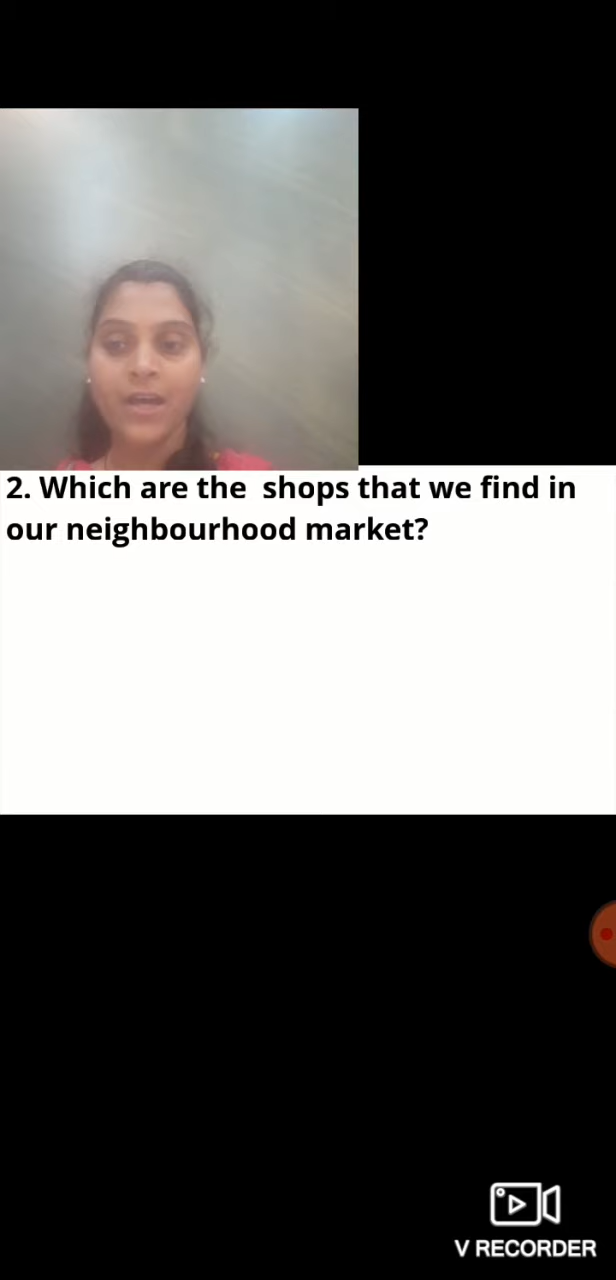 2. Which are the  shops that we find in
our neighbourhood market?
V RECORDER